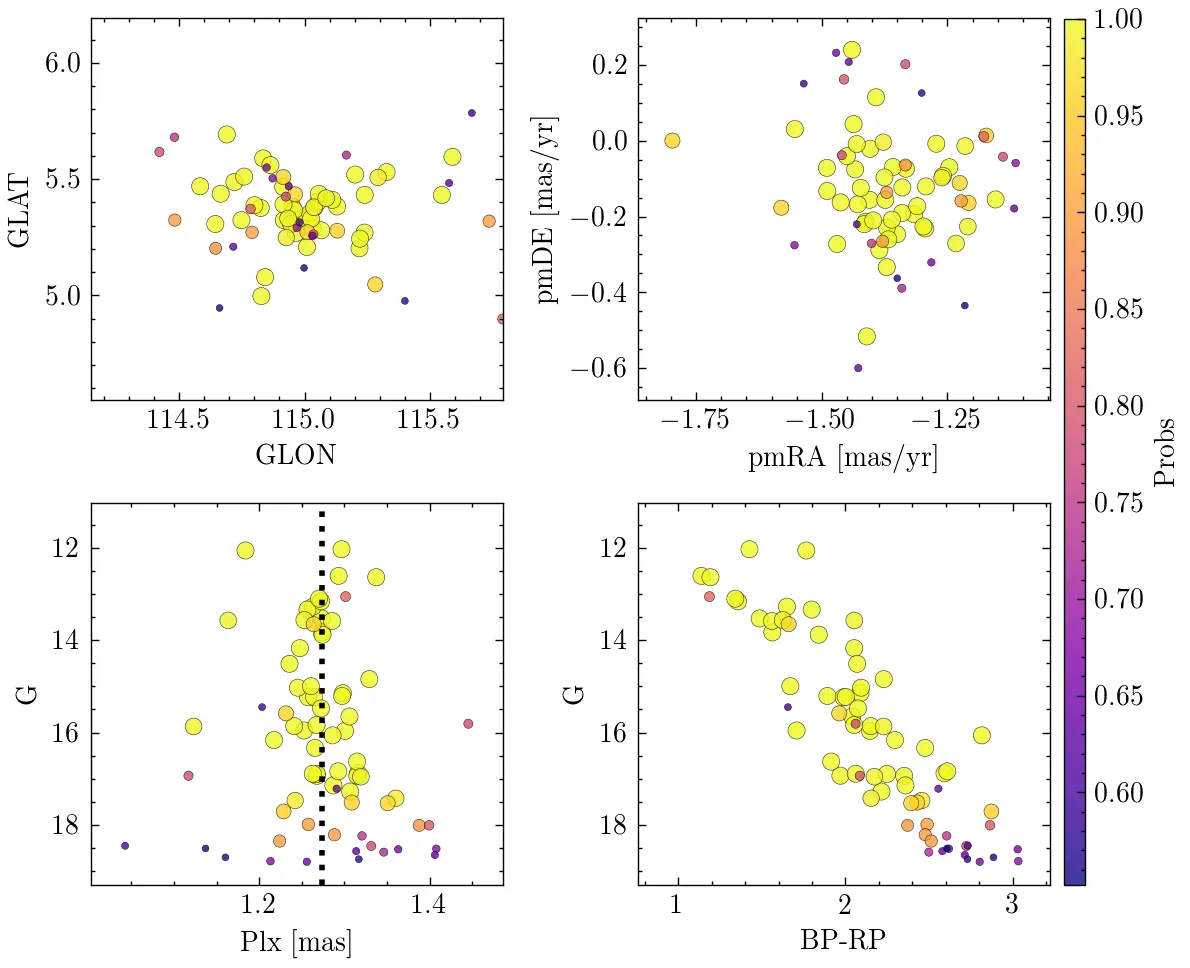 6.0
5.5
5.0
GLAT
114.5 115.0 115.5
GLON
0.2
0.0
−0.2
−0.4
−0.6
pmDE [mas/yr]
−1.75 −1.50 −1.25
pmRA [mas/yr]
12
14
16
18
G
1.2 1.4
Plx [mas]
12
14
16
18
G
1 2 3
BP-RP
1.00
0.95
0.90
0.85
0.80
0.75
0.70
0.65
0.60
Probs